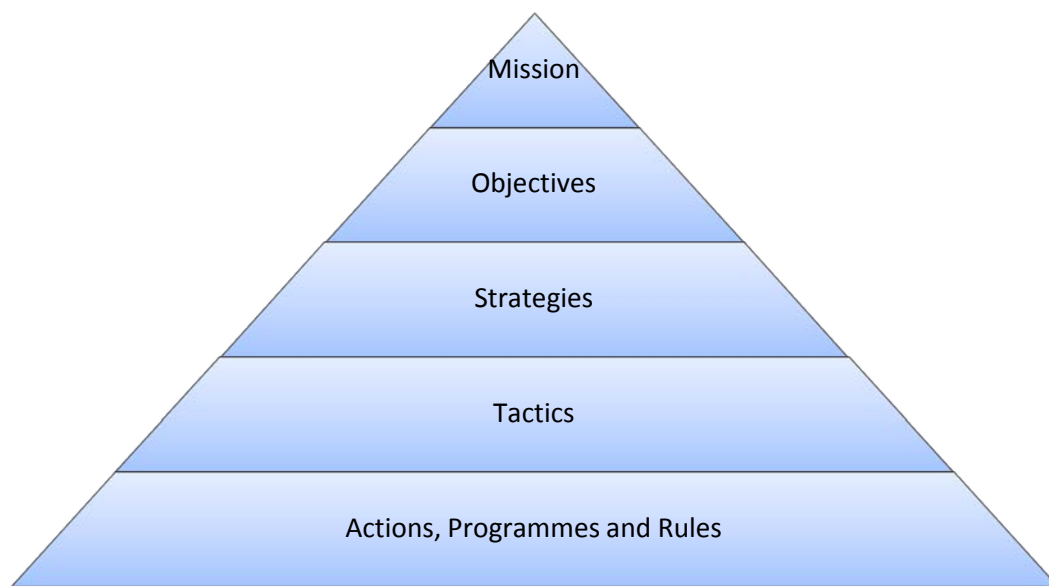 Mission
Objectives
Strategies
Tactics
Actions, Programmes and Rules